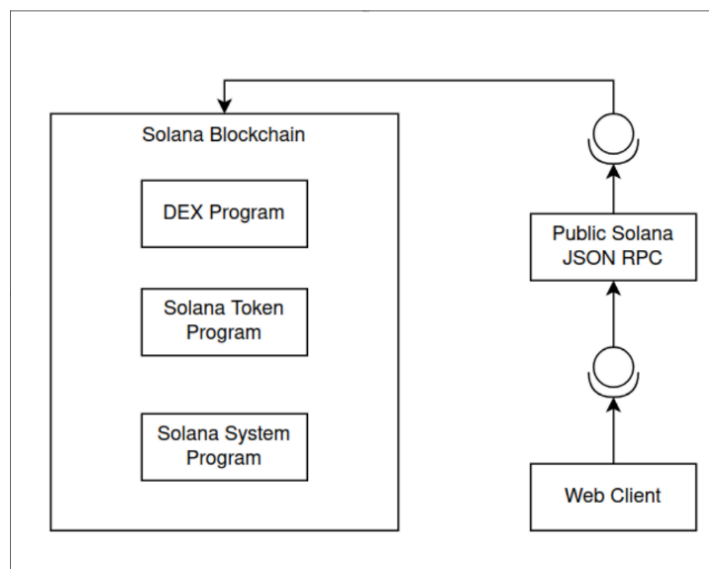 Solana Blockchain
DEX Program
Solana Token
Program
Solana System
Program
Public Solana
JSON RPC
Web Client